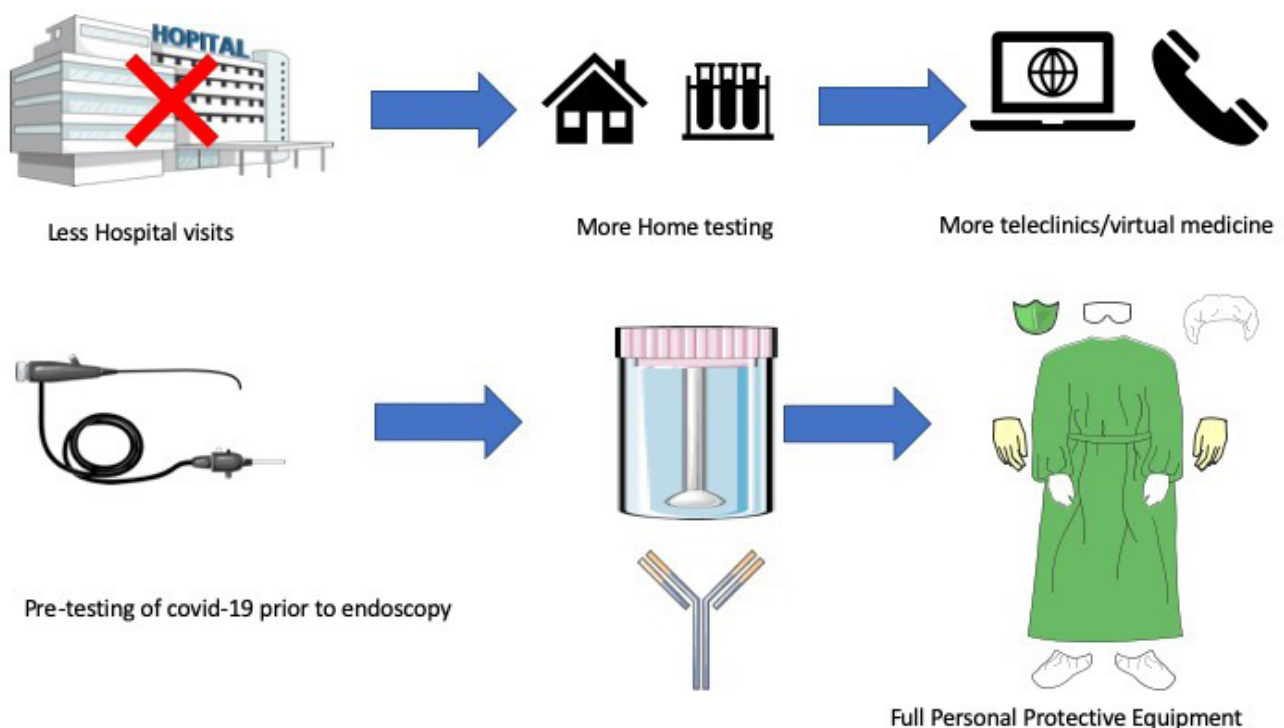 HOPITAL
Less Hospital visits
More Home testing
More teleclinics/virtual medicine
Pre-testing of covid-19 prior to endoscopy
Full Personal Protective Equipment